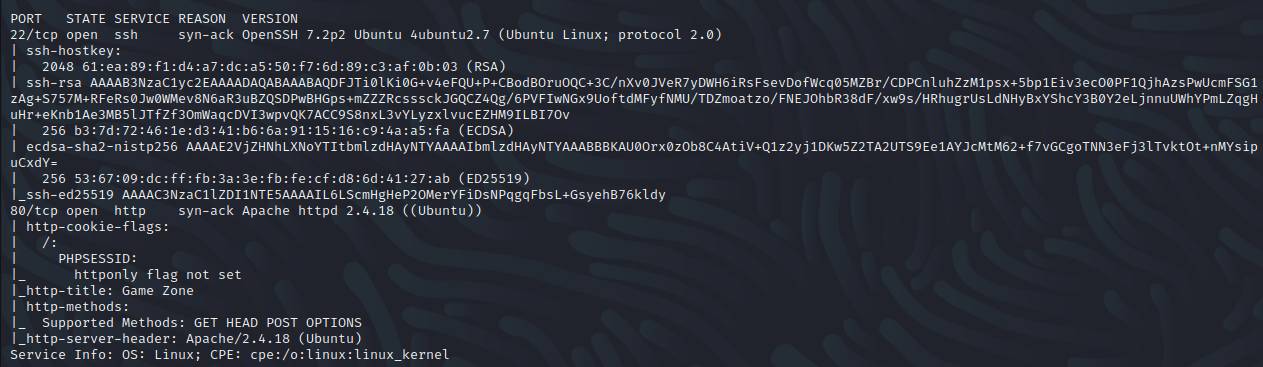 PORT   STATE SERVICE REASON  VERSION
22/tcp open  ssh     syn-ack OpenSSH 7.2p2 Ubuntu 4ubuntu2.7 (Ubuntu Linux; protocol 2.0)
| ssh-hostkey:
|   2048 61:ea:89:f1:d4:a7:dc:a5:50:f7:6d:89:c3:af:0b:03 (RSA)
| ssh-rsa AAAAB3NzaC1yc2EAAAADAQABAAABAQDFJTi0lKi0G+v4eFQU+P+CBodBOruOQC+3C/nXv0JVeR7yDWH6iRsFsevDofWcq05MZBr/CDPCnluhZzM1psx+5bp1Eiv3ecO0PF1QjhAzsPwUcmFSG1
zAg+S757M+RFeRs0Jw0WMev8N6aR3uBZQSDPwBHGps+mZZZRcsssckJGQCZ4Qg/6PVFIwNGx9UoftdMFyfNMU/TDZmoatzo/FNEJOhbR38dF/xw9s/HRhugrUsLdNHyBxYShcY3B0Y2eLjnnuUWhYPmLZqgH
uHr+eKnb1Ae3MB5lJTfZf3OmWaqcDVI3wpvQK7ACC9S8nxL3vYLyzxlvucEZHM9ILBI7Ov
|   256 b3:7d:72:46:1e:d3:41:b6:6a:91:15:16:c9:4a:a5:fa (ECDSA)
| ecdsa-sha2-nistp256 AAAAE2VjZHNhLXNoYTItbmlzdHAyNTYAAAAIbmlzdHAyNTYAAABBBKAU0Orx0zOb8C4AtiV+Q1z2yj1DKw5Z2TA2UTS9Ee1AYJcMtM62+f7vGCgoTNN3eFj3lTvktOt+nMYsip
uCxdY=
|   256 53:67:09:dc:ff:fb:3a:3e:fb:fe:cf:d8:6d:41:27:ab (ED25519)
|_ssh-ed25519 AAAAC3NzaC1lZDI1NTE5AAAAIL6LScmHgHeP2OMerYFiDsNPqgqFbsL+GsyehB76kldy
80/tcp open  http    syn-ack Apache httpd 2.4.18 ((Ubuntu))
| http-cookie-flags:
|   /:
|     PHPSESSID:
|_      httponly flag not set
|_http-title: Game Zone
| http-methods:
|_  Supported Methods: GET HEAD POST OPTIONS
|_http-server-header: Apache/2.4.18 (Ubuntu)
Service Info: OS: Linux; CPE: cpe:/o:linux:linux_kernel